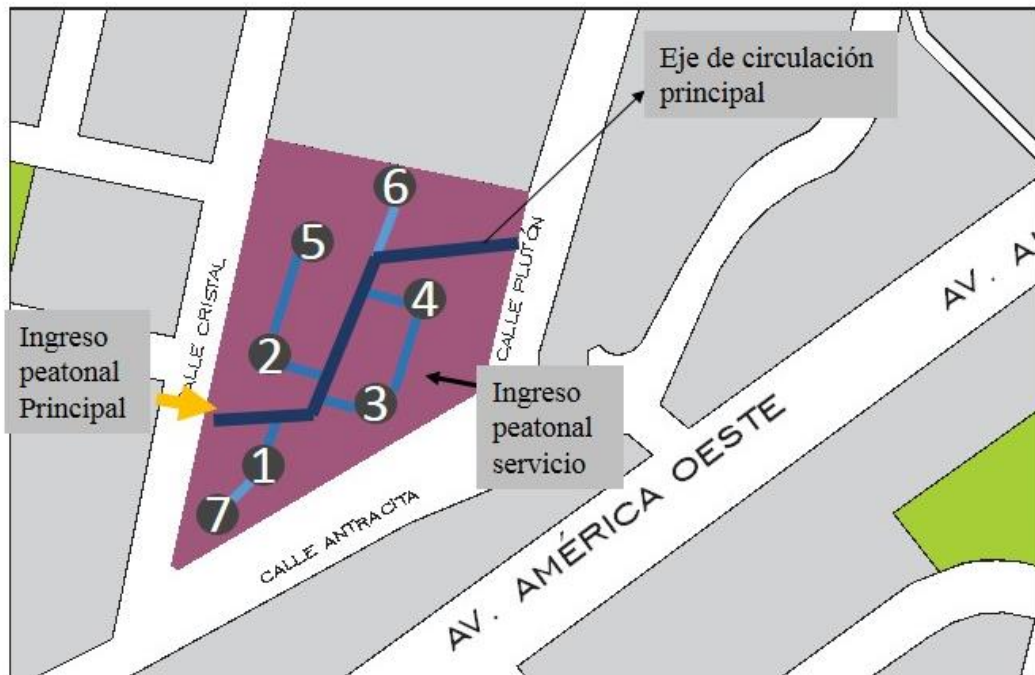 Eje de circulación
principal
6
5
4
2
3
1
7
CALLE PLUTÓN
ALLE CRISTAL
Ingreso
peatonal
Principal
Ingreso
peatonal
servicio
CALLE ANTRACITA
AV. AMÉRICA OESTE
AV. A